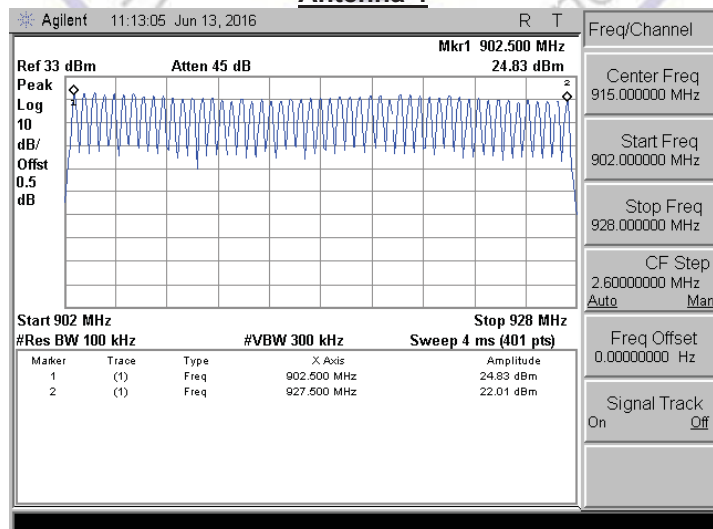 Antenna 1
Agilent 11:13:05 Jun 13, 2016 R T
Mkr1 902.500 MHz
Ref 33 dBm Atten 45 dB 24.83 dBm
Peak
Log
10
dB/
Offst
0.5
dB
1
2
Start 902 MHz Stop 928 MHz
#Res BW 100 kHz #VBW 300 kHz Sweep 4 ms (401 pts)
Marker Trace Type X Axis Amplitude
1 (1) Freq 902.500 MHz 24.83 dBm
2 (1) Freq 927.500 MHz 22.01 dBm
Freq/Channel
Center Freq
915.000000 MHz
Start Freq
902.000000 MHz
Stop Freq
928.000000 MHz
CF Step
2.60000000 MHz
Auto Man
Freq Offset
0.00000000 Hz
Signal Track
On Off